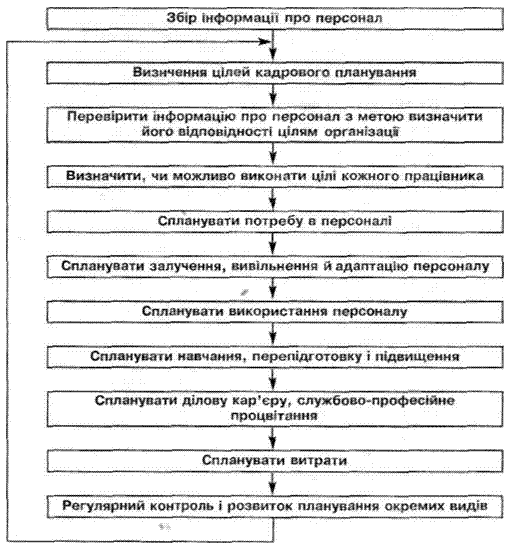 Збір інформації про персонал
Визнчення цілей кадрового планування
Перевірити інформацію про персонал з метою визначити
його відповідності цілям організації
Визначити, чи можливо виконати цілі кожного працівника
Спланувати потребу в персоналі
Спланувати залучення, вивільнення й адаптацію персоналу
Спланувати використання персоналу
Спланувати навчання, перепідготовку і підвищення
Спланувати ділову кар’єру, службово-професійне
процвітання
Спланувати витрати
Регулярний контроль і розвиток планування окремих видів